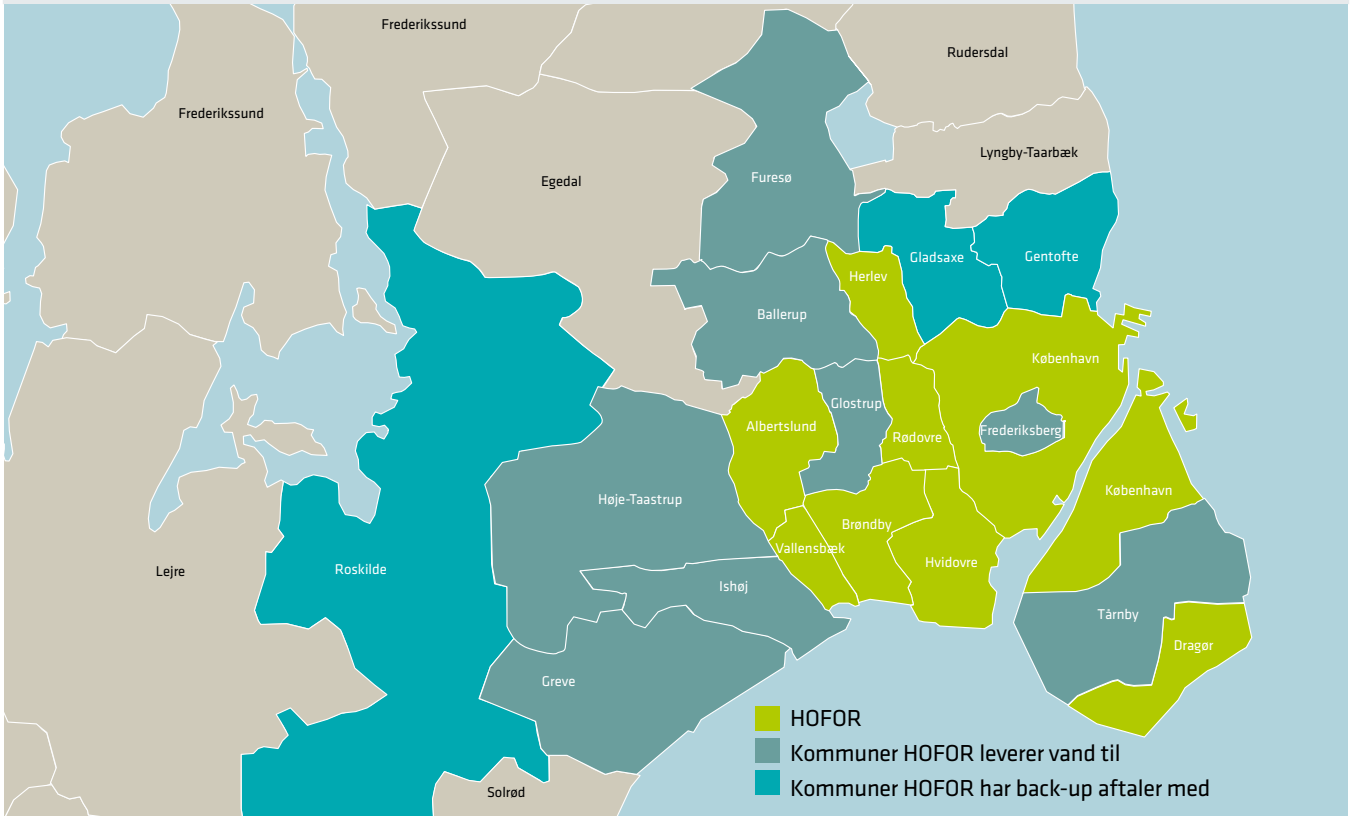 Frederikssund
Rudersdal
Frederikssund
Lyngby-Taarbæk
Egedal
Furesø
Gladsaxe
Gentofte
Herlev
Ballerup
København
Glostrup
Albertslund
Rødovre
Frederiksberg
København
Høje-Taastrup
Brøndby
Vallensbæk
Hvidovre
Roskilde
Lejre
Ishøj
Tårnby
Dragør
Greve
Solrød
HOFOR
Kommuner HOFOR leverer vand til
Kommuner HOFOR har back-up aftaler med